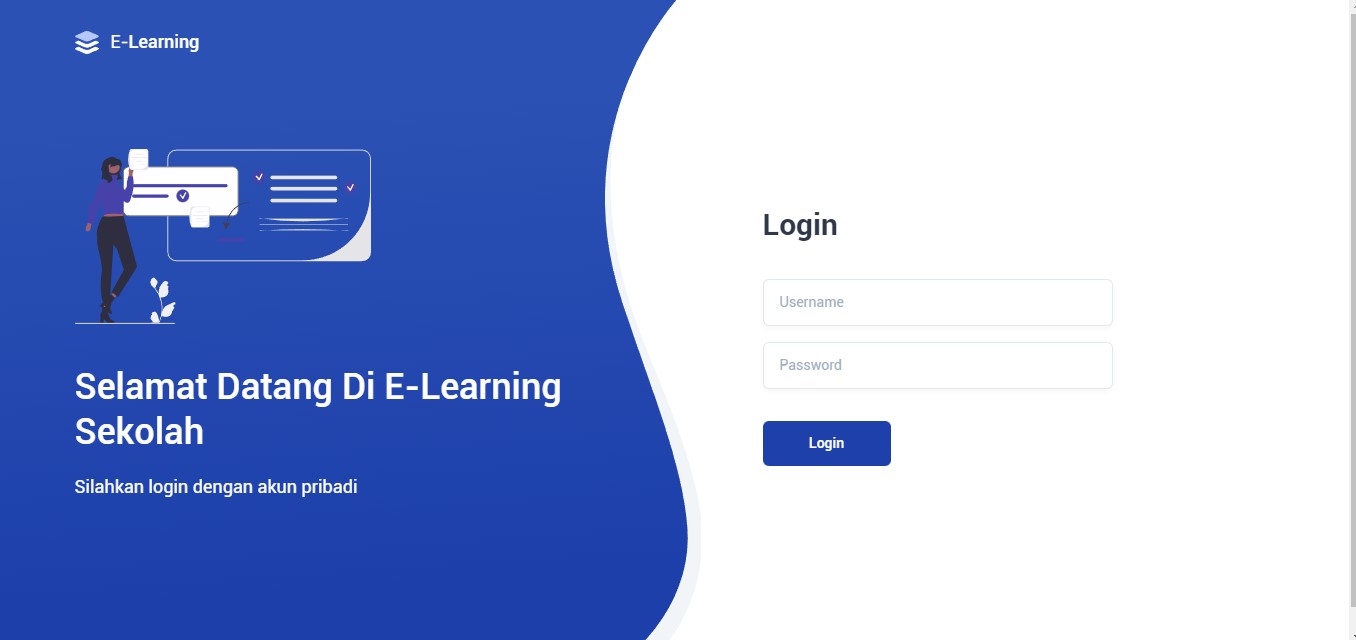 E-Learning
Selamat Datang Di E-Learning
Sekolah
Silahkan login dengan akun pribadi
Login
Username
Password
Login